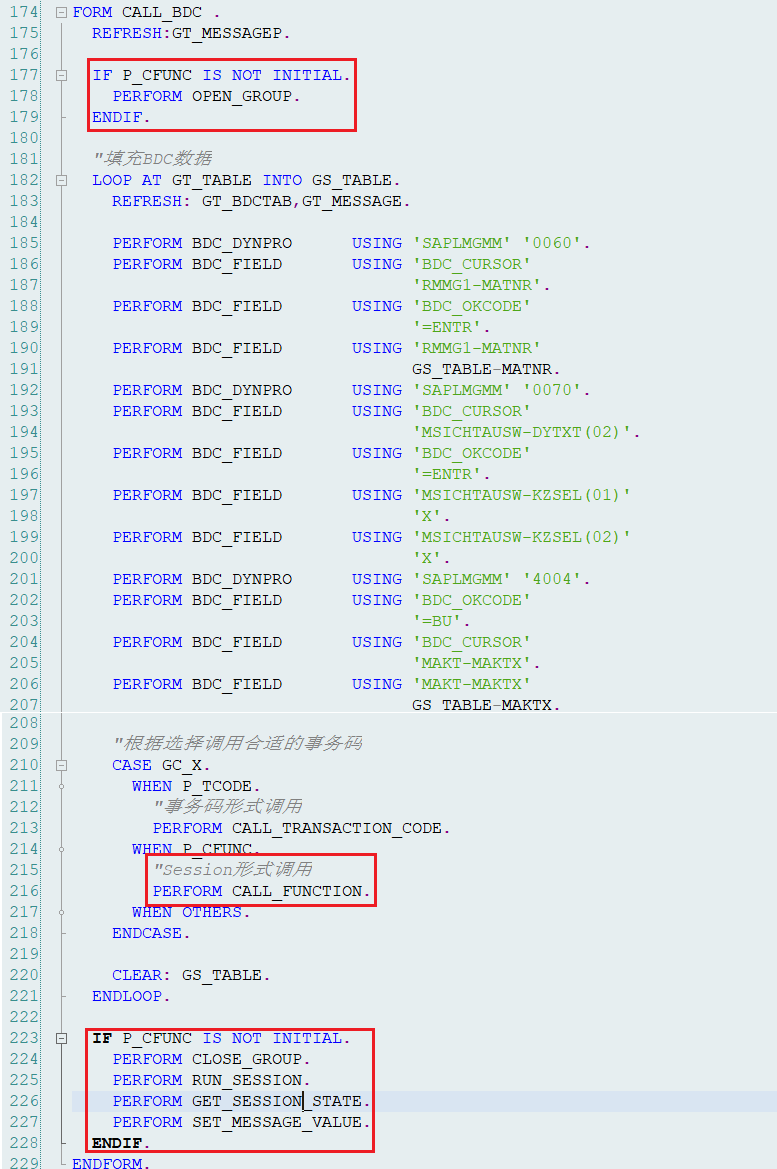 174 FORM CALL_BDC .
175   REFRESH:GT_MESSAGEP.
176
177   IF P_CFUNC IS NOT INITIAL.
178     PERFORM OPEN_GROUP.
179   ENDIF.
180
181   "填充BDC数据
182   LOOP AT GT_TABLE INTO GS_TABLE.
183     REFRESH: GT_BDCTAB,GT_MESSAGE.
184
185     PERFORM BDC_DYNPRO      USING 'SAPLMGMM' '0060'.
186     PERFORM BDC_FIELD       USING 'BDC_CURSOR'
187                                   'RMMG1-MATNR'.
188     PERFORM BDC_FIELD       USING 'BDC_OKCODE'
189                                   '=ENTR'.
190     PERFORM BDC_FIELD       USING 'RMMG1-MATNR'
191                                   GS_TABLE-MATNR.
192     PERFORM BDC_DYNPRO      USING 'SAPLMGMM' '0070'.
193     PERFORM BDC_FIELD       USING 'BDC_CURSOR'
194                                   'MSICHTAUSW-DYTXT(02)'.
195     PERFORM BDC_FIELD       USING 'BDC_OKCODE'
196                                   '=ENTR'.
197     PERFORM BDC_FIELD       USING 'MSICHTAUSW-KZSEL(01)'
198                                   'X'.
199     PERFORM BDC_FIELD       USING 'MSICHTAUSW-KZSEL(02)'
200                                   'X'.
201     PERFORM BDC_DYNPRO      USING 'SAPLMGMM' '4004'.
202     PERFORM BDC_FIELD       USING 'BDC_OKCODE'
203                                   '=BU'.
204     PERFORM BDC_FIELD       USING 'BDC_CURSOR'
205                                   'MAKT-MAKTX'.
206     PERFORM BDC_FIELD       USING 'MAKT-MAKTX'
207                                   GS_TABLE-MAKTX.
208
209     "根据选择调用合适的事务码
210     CASE GC_X.
211       WHEN P_TCODE.
212         "事务码形式调用
213         PERFORM CALL_TRANSACTION_CODE.
214       WHEN P_CFUNC.
215         "Session形式调用
216         PERFORM CALL_FUNCTION.
217       WHEN OTHERS.
218     ENDCASE.
219
220     CLEAR: GS_TABLE.
221   ENDLOOP.
222
223   IF P_CFUNC IS NOT INITIAL.
224     PERFORM CLOSE_GROUP.
225     PERFORM RUN_SESSION.
226     PERFORM GET_SESSION_STATE.
227     PERFORM SET_MESSAGE_VALUE.
228   ENDIF.
229 ENDFORM.